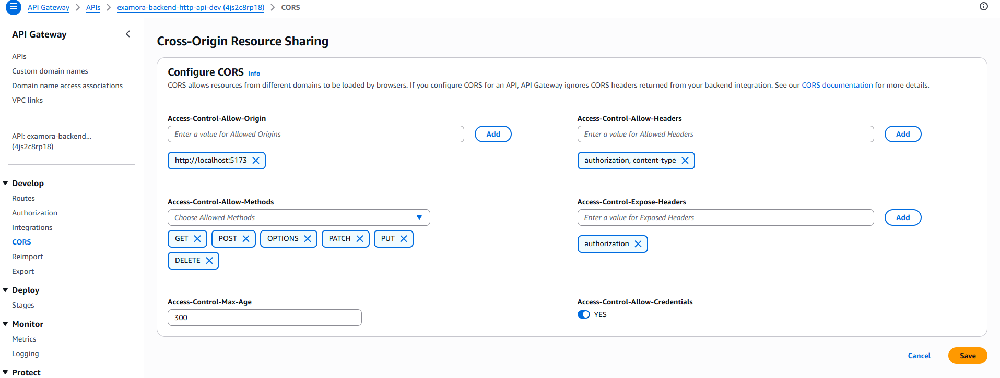 API Gateway > APIs > examora-backend-http-api-dev (4js2c8rp18) > CORS
API Gateway
APIs
Custom domain names
Domain name access associations
VPC links
API: examora-backend...
(4js2c8rp18)
Develop
Routes
Authorization
Integrations
CORS
Reimport
Export
Deploy
Stages
Monitor
Metrics
Logging
Protect
Cross-Origin Resource Sharing
Configure CORS Info
CORS allows resources from different domains to be loaded by browsers. If you configure CORS for an API, API Gateway ignores CORS headers returned from your backend integration. See our CORS documentation for more details.
Access-Control-Allow-Origin
Enter a value for Allowed Origins Add
http://localhost:5173
Access-Control-Allow-Headers
Enter a value for Allowed Headers Add
authorization, content-type
Access-Control-Allow-Methods
Choose Allowed Methods
GET POST OPTIONS PATCH PUT
DELETE
Access-Control-Expose-Headers
Enter a value for Exposed Headers Add
authorization
Access-Control-Max-Age
300
Access-Control-Allow-Credentials
YES
Cancel Save